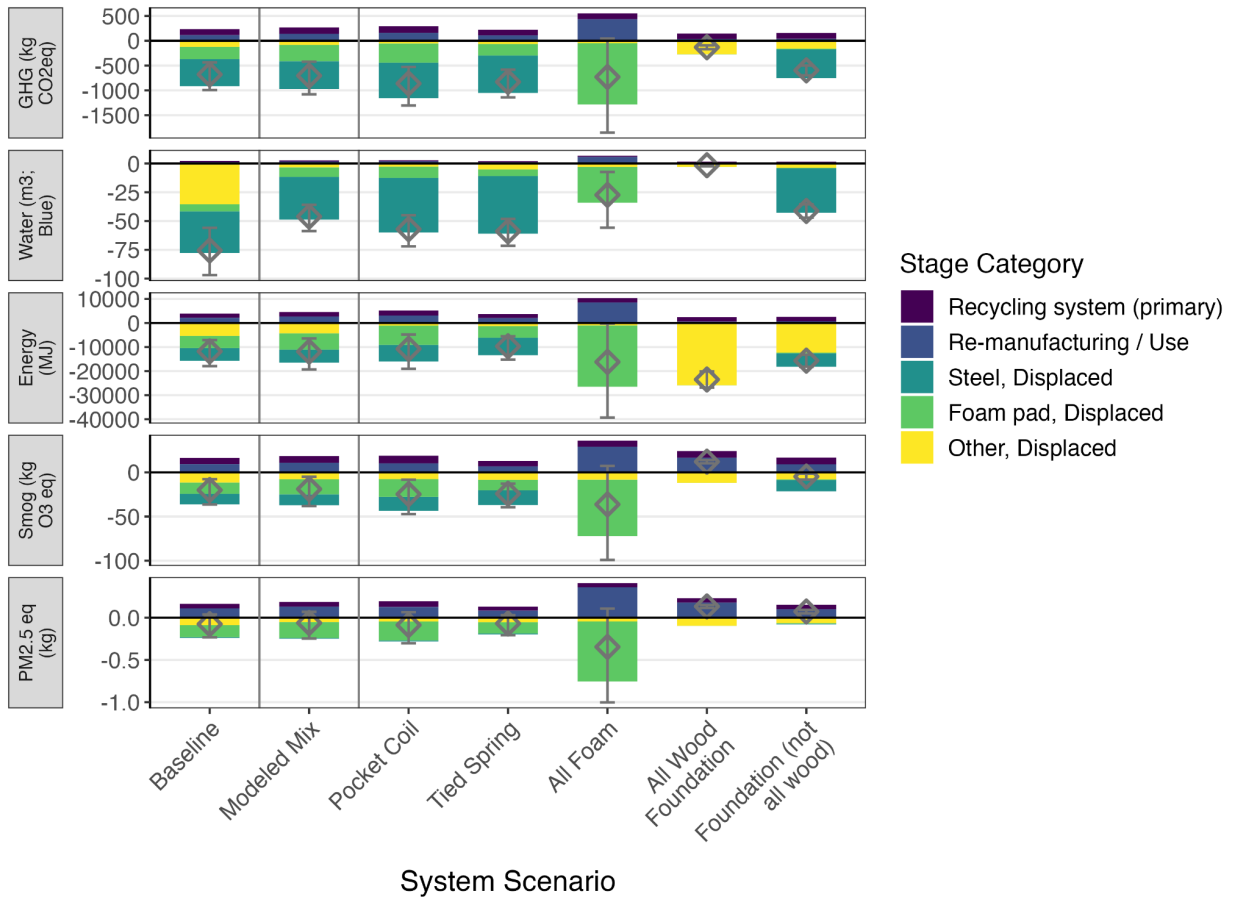 GHG (kg
CO2eq)
500
0
-500
-1000
-1500
Water (m3;
Blue)
0
-25
-50
-75
-100
Energy
(MJ)
10000
0
-10000
-20000
-30000
-40000
Smog (kg
O3 eq)
0
-50
-100
PM2.5 eq
(kg)
0.0
-0.5
-1.0
Baseline
Modeled Mix
Pocket Coil
Tied Spring
All Foam
All Wood
Foundation
Foundation (not
all wood)
System Scenario
Stage Category
Recycling system (primary)
Re-manufacturing / Use
Steel, Displaced
Foam pad, Displaced
Other, Displaced